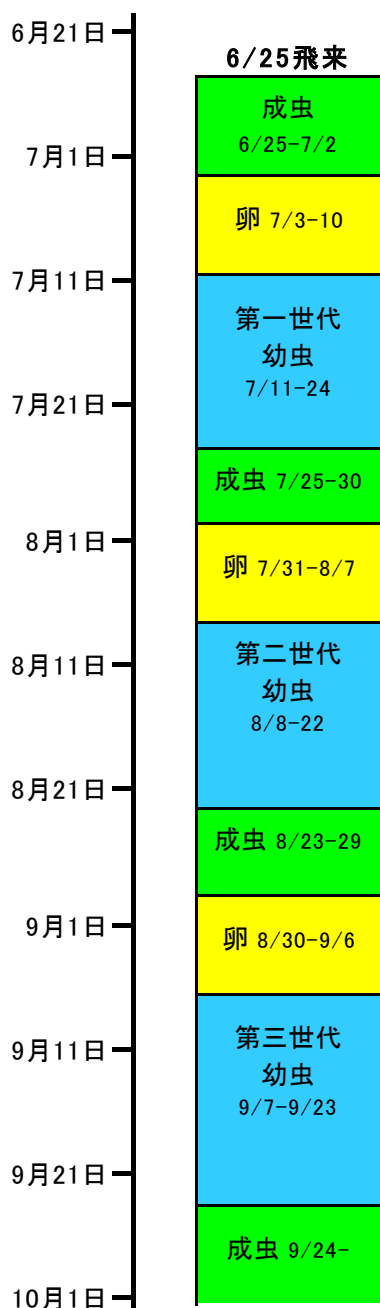 6月21日
7月1日
7月11日
7月21日
8月1日
8月11日
8月21日
9月1日
9月11日
9月21日
10月1日
6/25飛来
成虫
6/25-7/2
卵 7/3-10
第一世代
幼虫
7/11-24
成虫 7/25-30
卵 7/31-8/7
第二世代
幼虫
8/8-22
成虫 8/23-29
卵 8/30-9/6
第三世代
幼虫
9/7-9/23
成虫 9/24-